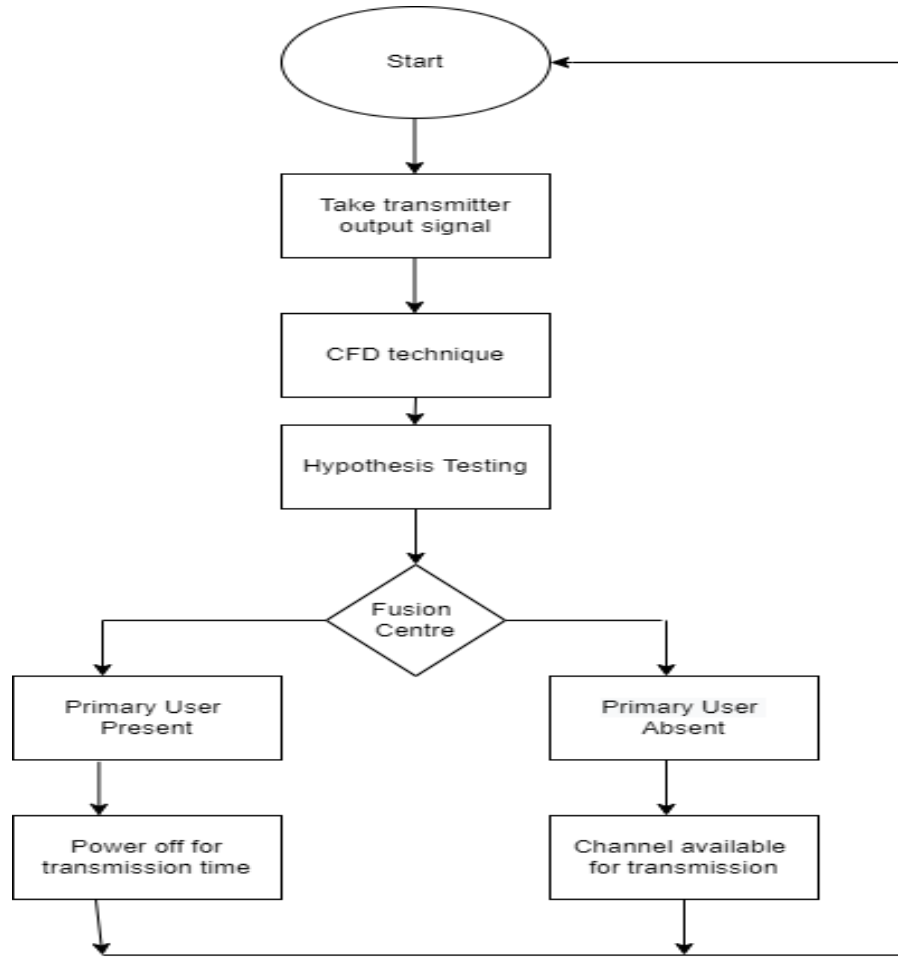 Start
Take transmitter
output signal
CFD technique
Hypothesis Testing
Fusion
Centre
Primary User
Present
Primary User
Absent
Power off for
transmission time
Channel available
for transmission